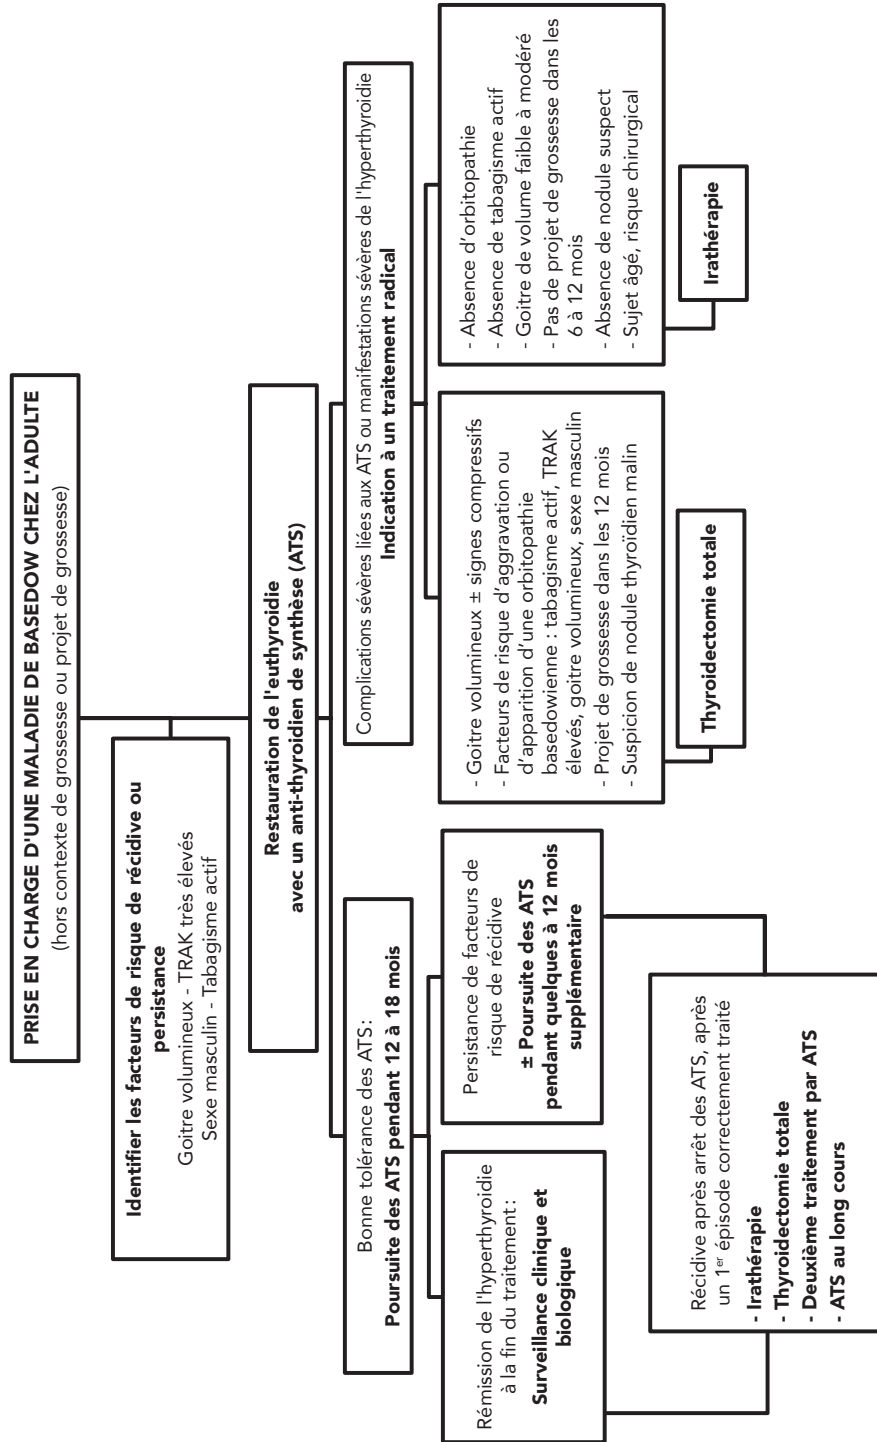 PRISE EN CHARGE D'UNE MALADIE DE BASEDOW CHEZ L'ADULTE
(hors contexte de grossesse ou projet de grossesse)
Identifier les facteurs de risque de récidive ou
persistance
Goitre volumineux - TRAK très élevés
Sexe masculin - Tabagisme actif
Restauration de l'euthyroidie
avec un anti-thyroidien de synthèse (ATS)
Bonne tolérance des ATS :
Poursuite des ATS pendant 12 à 18 mois
Complications sévères liées aux ATS ou manifestations sévères de l'hyperthyroidie
Indication à un traitement radical
Rémission de l'hyperthyroidie
à la fin du traitement :
Surveillance clinique et
biologique
Persistance de facteurs de
risque de récidive
± Poursuite des ATS
pendant quelques à 12 mois
supplémentaire
- Goitre volumineux ± signes compressifs
- Facteurs de risque d'aggravation ou
d'apparition d'une orbitopathie
basedowienne : tabagisme actif, TRAK
élevés, goitre volumineux, sexe masculin
- Projet de grossesse dans les 12 mois
- Suspicion de nodule thyroïdien malin
- Absence d'orbitopathie
- Absence de tabagisme actif
- Goitre de volume faible à modéré
- Pas de projet de grossesse dans les
6 à 12 mois
- Absence de nodule suspect
- Sujet âgé, risque chirurgical
Récidive après arrêt des ATS, après
un 1er épisode correctement traité
- Irathérapie
- Thyroidectomie totale
- Deuxième traitement par ATS
- ATS au long cours
Thyroidectomie totale
Irathérapie